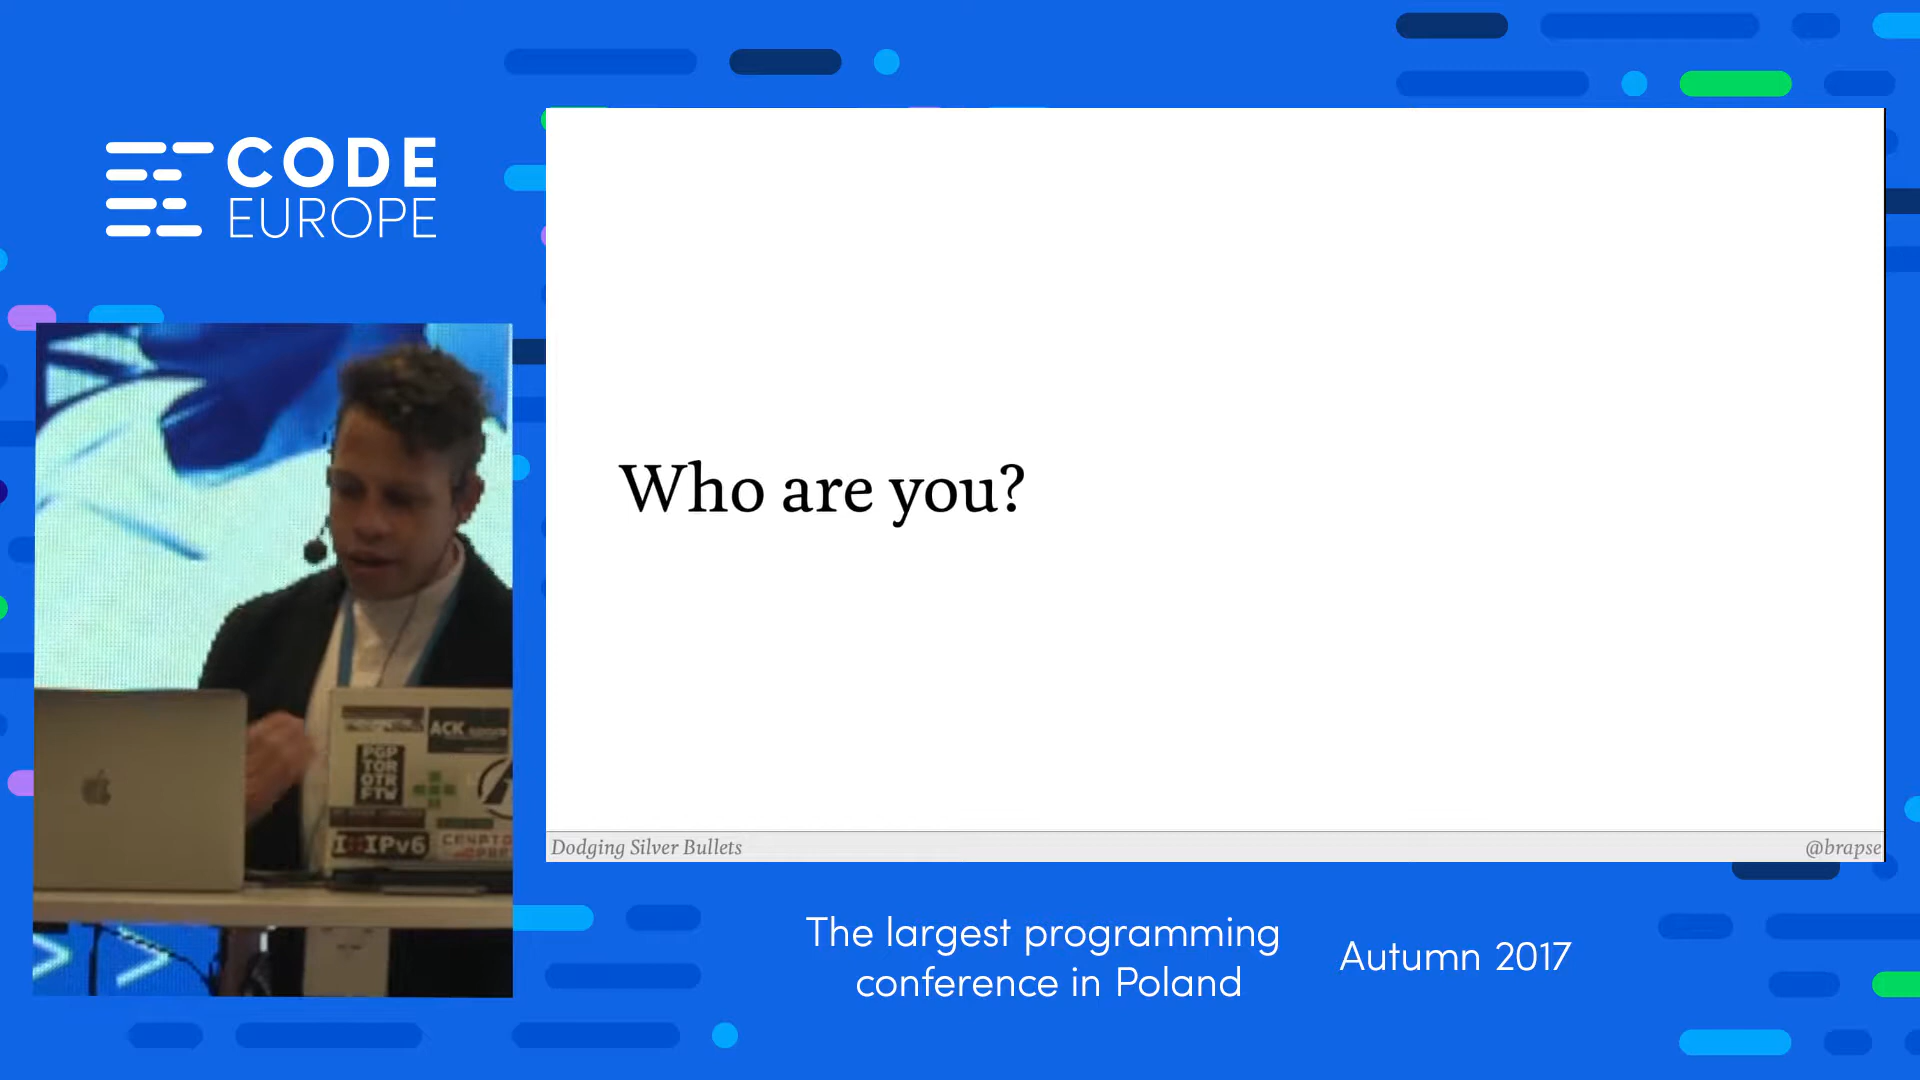 CODE
EUROPE
Who are you?
ACK
PGP
TOR
OTR
FTW
IPv6
Dodging Silver Bullets
@brapse
The largest programming
conference in Poland
Autumn 2017